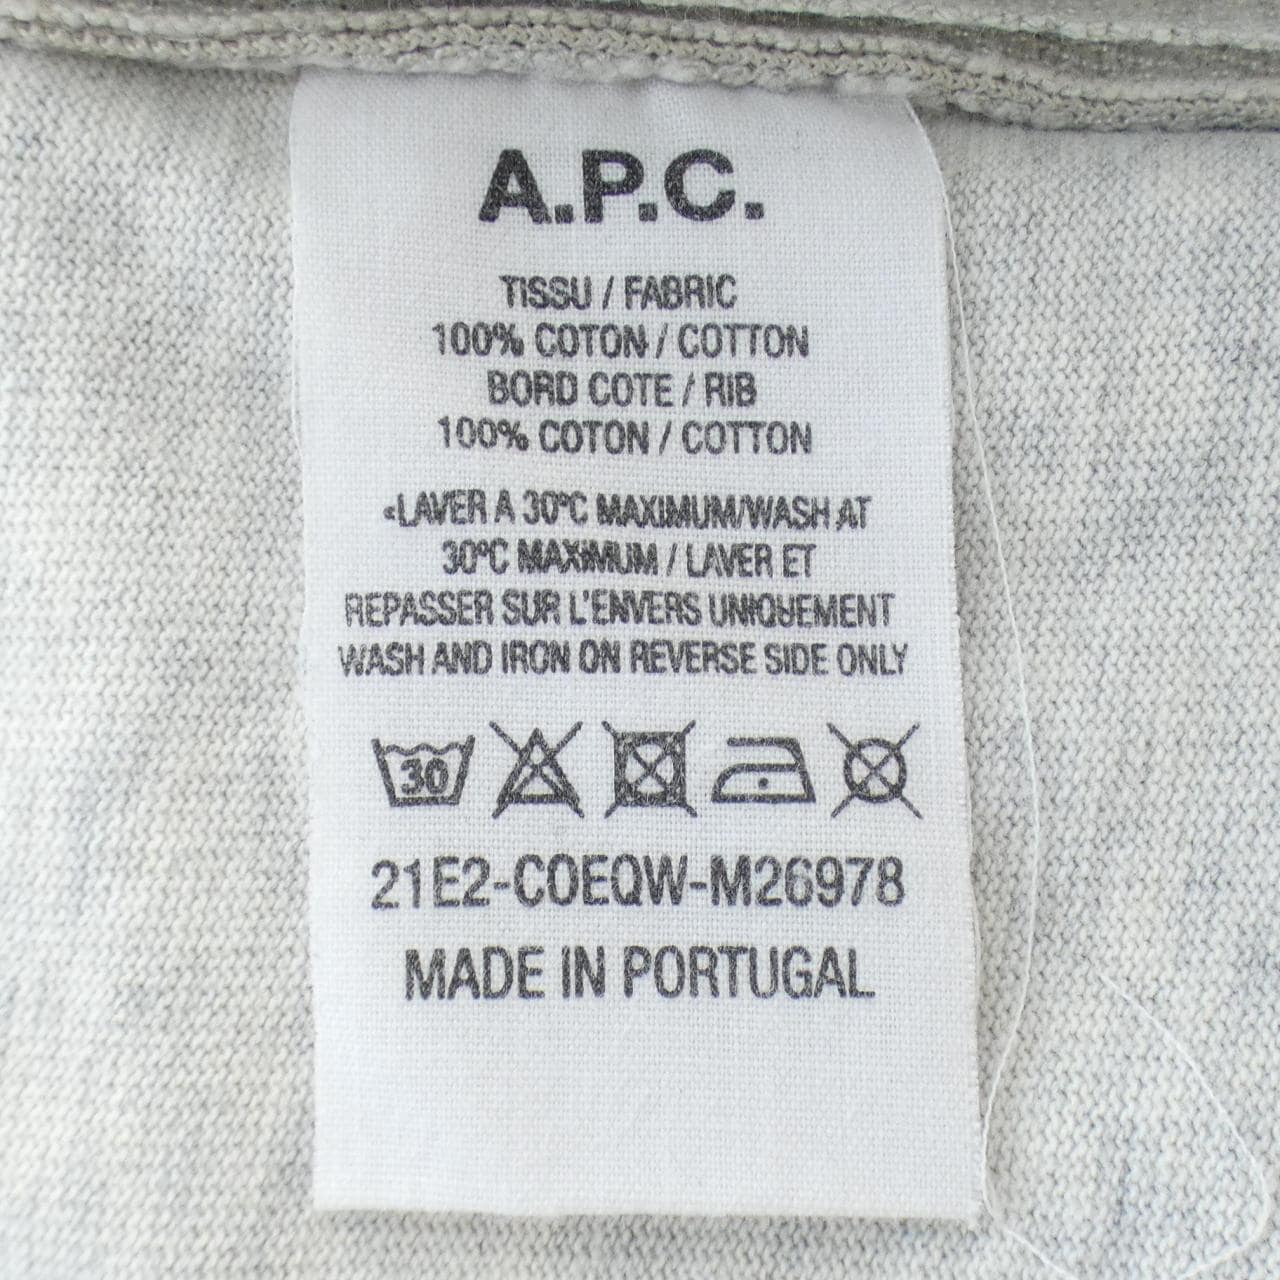 A.P.C.
TISSU / FABRIC
100% COTON / COTTON
BORD COTE / RIB
100% COTON / COTTON
<LAVER A 30°C MAXIMUM/WASH AT
30°C MAXIMUM / LAVER ET
REPASSER SUR L'ENVERS UNIQUEMENT
WASH AND IRON ON REVERSE SIDE ONLY
30
21E2-COEQW-M26978
MADE IN PORTUGAL